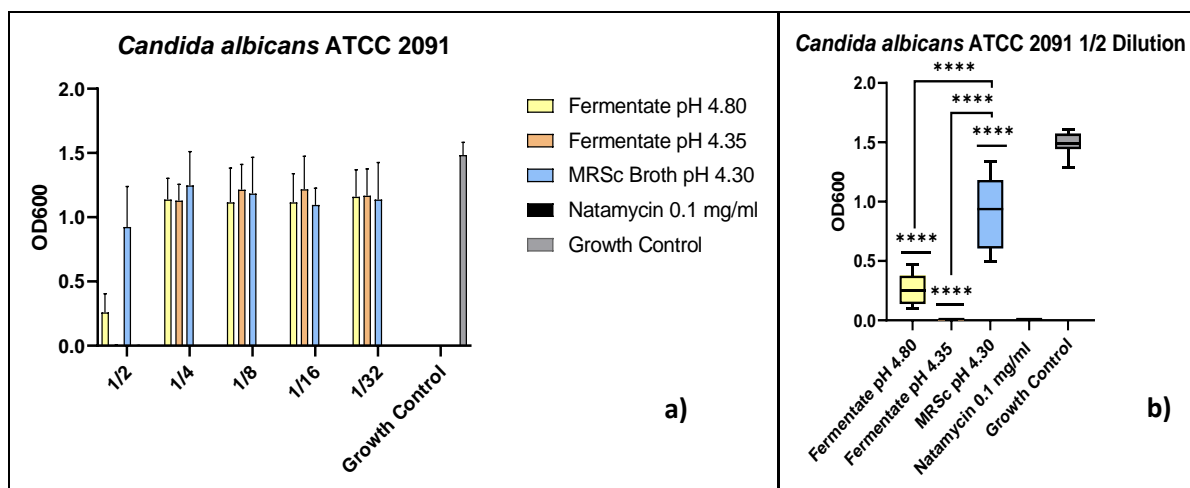 Candida albicans ATCC 2091
2.0
1.5
1.0
0.5
0.0
OD600
1/2
1/4
1/8
1/16
1/32
Growth Control
Fermentate pH 4.80
Fermentate pH 4.35
MRSc Broth pH 4.30
Natamycin 0.1 mg/ml
Growth Control
a)
Candida albicans ATCC 2091 1/2 Dilution
2.0
1.5
1.0
0.5
0.0
OD600
****
****
****
****
****
Fermentate pH 4.80
Fermentate pH 4.35
MRSc pH 4.30
Natamycin 0.1 mg/ml
Growth Control
b)